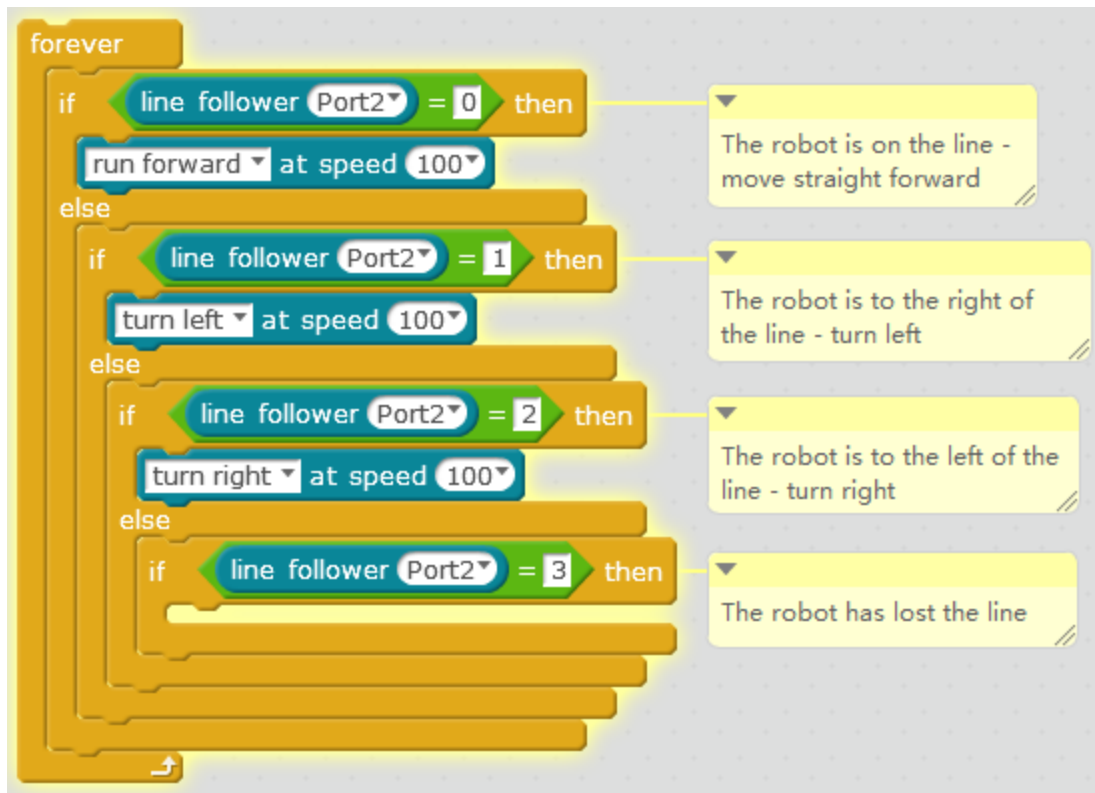 forever
if line follower Port2 = 0 then
The robot is on the line -
move straight forward
run forward at speed 100
else
if line follower Port2 = 1 then
The robot is to the right of
the line - turn left
turn left at speed 100
else
if line follower Port2 = 2 then
The robot is to the left of the
line - turn right
turn right at speed 100
else
if line follower Port2 = 3 then
The robot has lost the line